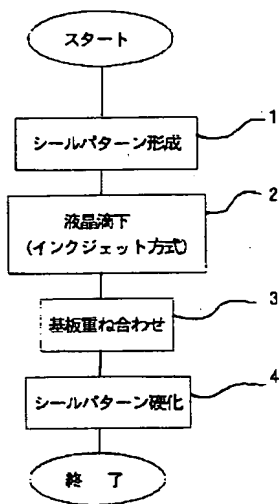 スタート
シールパターン形成
1
液晶滴下
(インクジェット方式)
2
基板重ね合わせ
3
シールパターン硬化
4
終 了